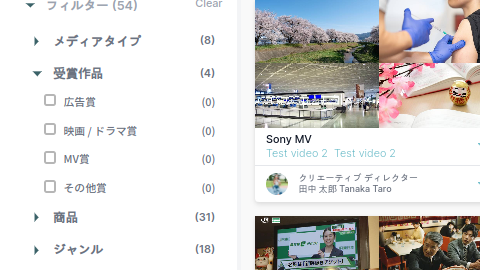 フィルター (54)
Clear
メディアタイプ (8)
受賞作品 (4)
広告賞 (0)
映画 / ドラマ賞 (0)
MV賞 (0)
その他賞 (0)
商品 (31)
ジャンル (18)
Sony MV
Test video 2 Test video 2
クリエーティブ ディレクター
田中 太郎 Tanaka Taro